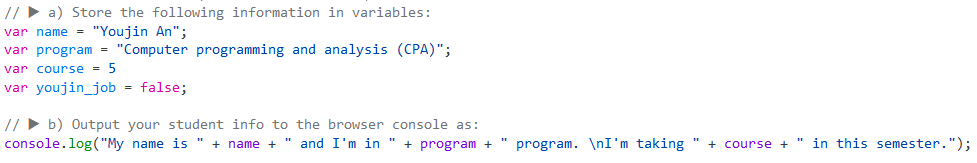 // ▶ a) Store the following information in variables:
var name = "Youjin An";
var program = "Computer programming and analysis (CPA)";
var course = 5
var youjin_job = false;
// ▶ b) Output your student info to the browser console as:
console.log("My name is " + name + " and I'm in " + program + " program. \nI'm taking " + course + " in this semester.");